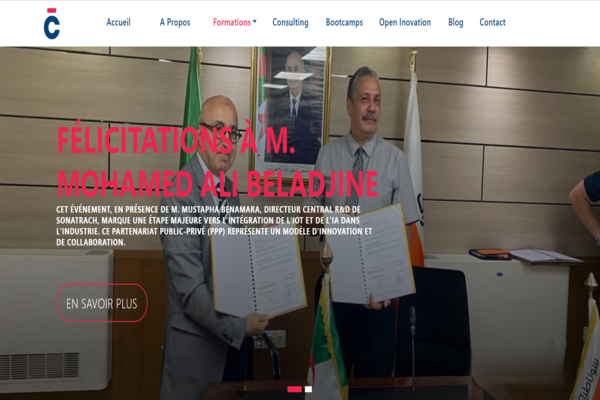 Accueil
A Propos
Formations
Consulting
Bootcamps
Open Inovation
Blog
Contact
FÉLICITATIONS À M.
MOHAMED ALI BELADJINE
CET ÉVÉNEMENT, EN PRÉSENCE DE M. MUSTAPHA BENAMARA, DIRECTEUR CENTRAL R&D DE
SONATRACH, MARQUE UNE ÉTAPE MAJEURE VERS L'INTÉGRATION DE L'IOT ET DE L'IA DANS
L'INDUSTRIE. CE PARTENARIAT PUBLIC-PRIVÉ (PPP) REPRÉSENTE UN MODÈLE D'INNOVATION ET
DE COLLABORATION.
EN SAVOIR PLUS